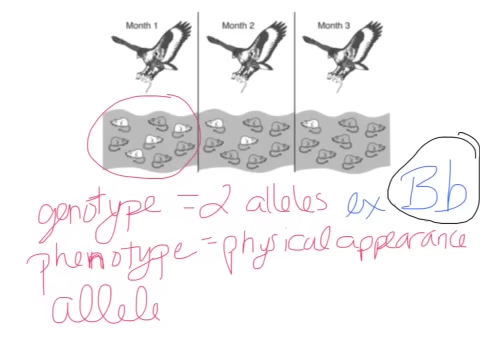 Month 1 Month 2 Month 3
genotype = 2 alleles ex Bb
phenotype = physical appearance
allele